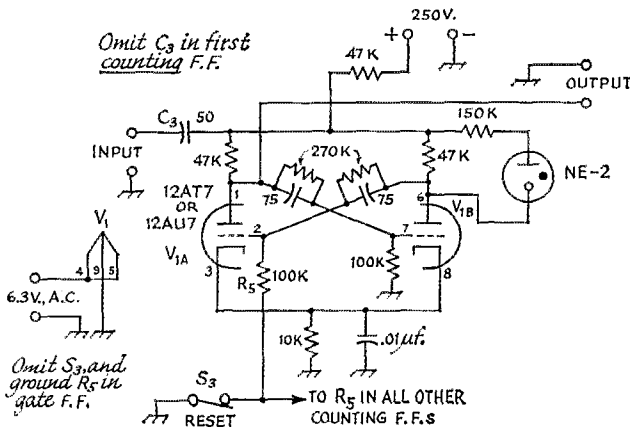 Omit C3 in first
counting F.F.
250V.
+
-
47K
OUTPUT
C3
50
150K
INPUT
47K
270K
47K
NE-2
75
75
12AT7
OR
12AU7
1
6
V1B
V1
V1A
2
7
3
8
4
9
5
R5
100K
100K
6.3V., A.C.
10K
.01µf.
Omit S3, and
ground R5 in
gate F.F.
S3
RESET
TO R5 IN ALL OTHER
COUNTING F.F.S